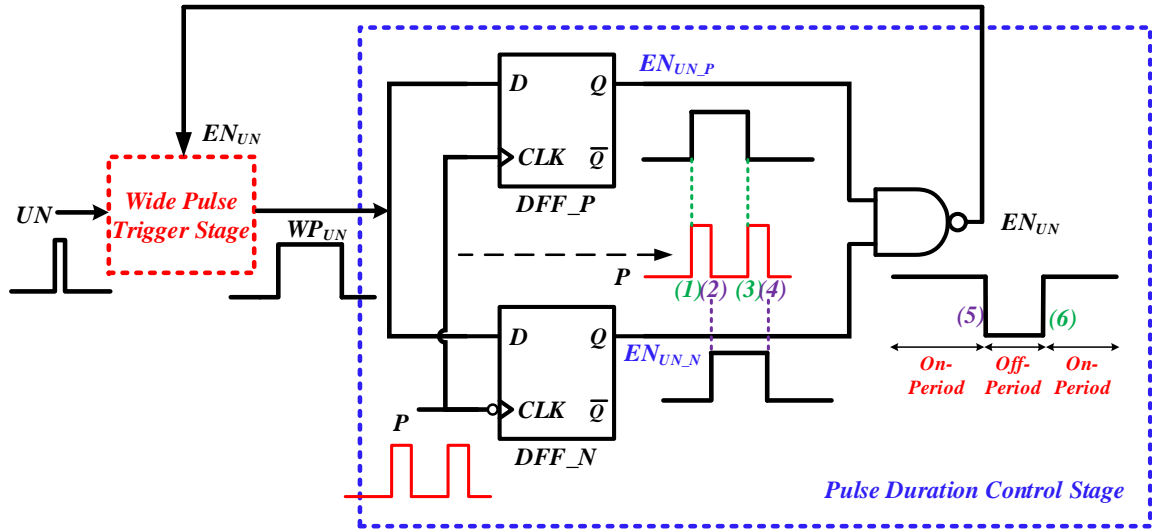 EN_UN
UN
Wide Pulse
Trigger Stage
WP_UN
D
Q
CLK
Q̅
DFF_P
EN_UN_P
P
(1)
(2)
(3)
(4)
D
Q
CLK
Q̅
DFF_N
EN_UN_N
P
EN_UN
(5)
(6)
On-
Period
Off-
Period
On-
Period
Pulse Duration Control Stage